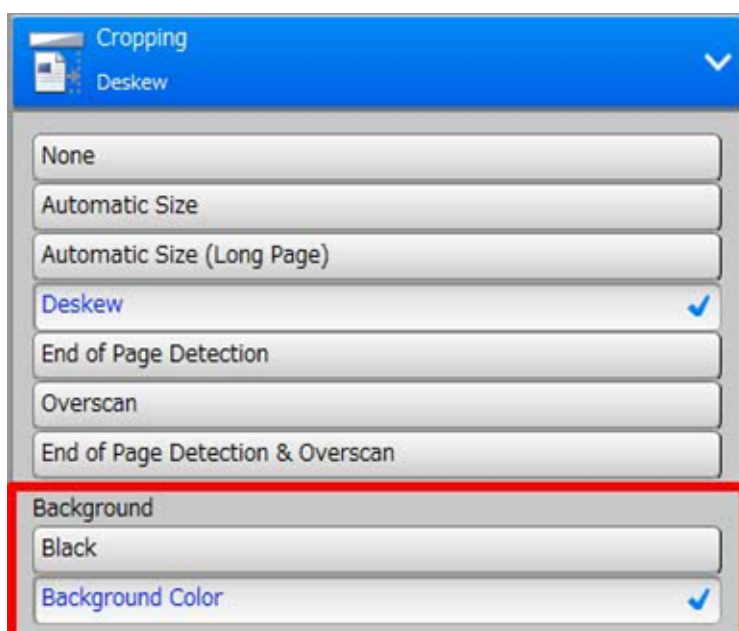 Cropping
Deskew
None
Automatic Size
Automatic Size (Long Page)
Deskew
End of Page Detection
Overscan
End of Page Detection & Overscan
Background
Black
Background Color